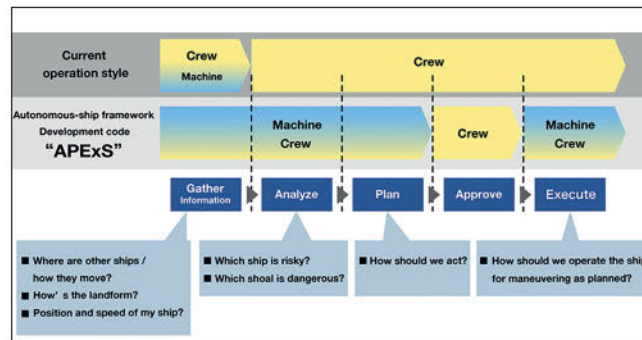 Current
operation style
Crew
Machine
Crew
Autonomous-ship framework
Development code
“APExS”
Machine
Crew
Crew
Machine
Crew
Gather
Information
Analyze
Plan
Approve
Execute
■ Where are other ships /
how they move?
■ How’s the landform?
■ Position and speed of my ship?
■ Which ship is risky?
■ Which shoal is dangerous?
■ How should we act?
■ How should we operate the ship
for maneuvering as planned?